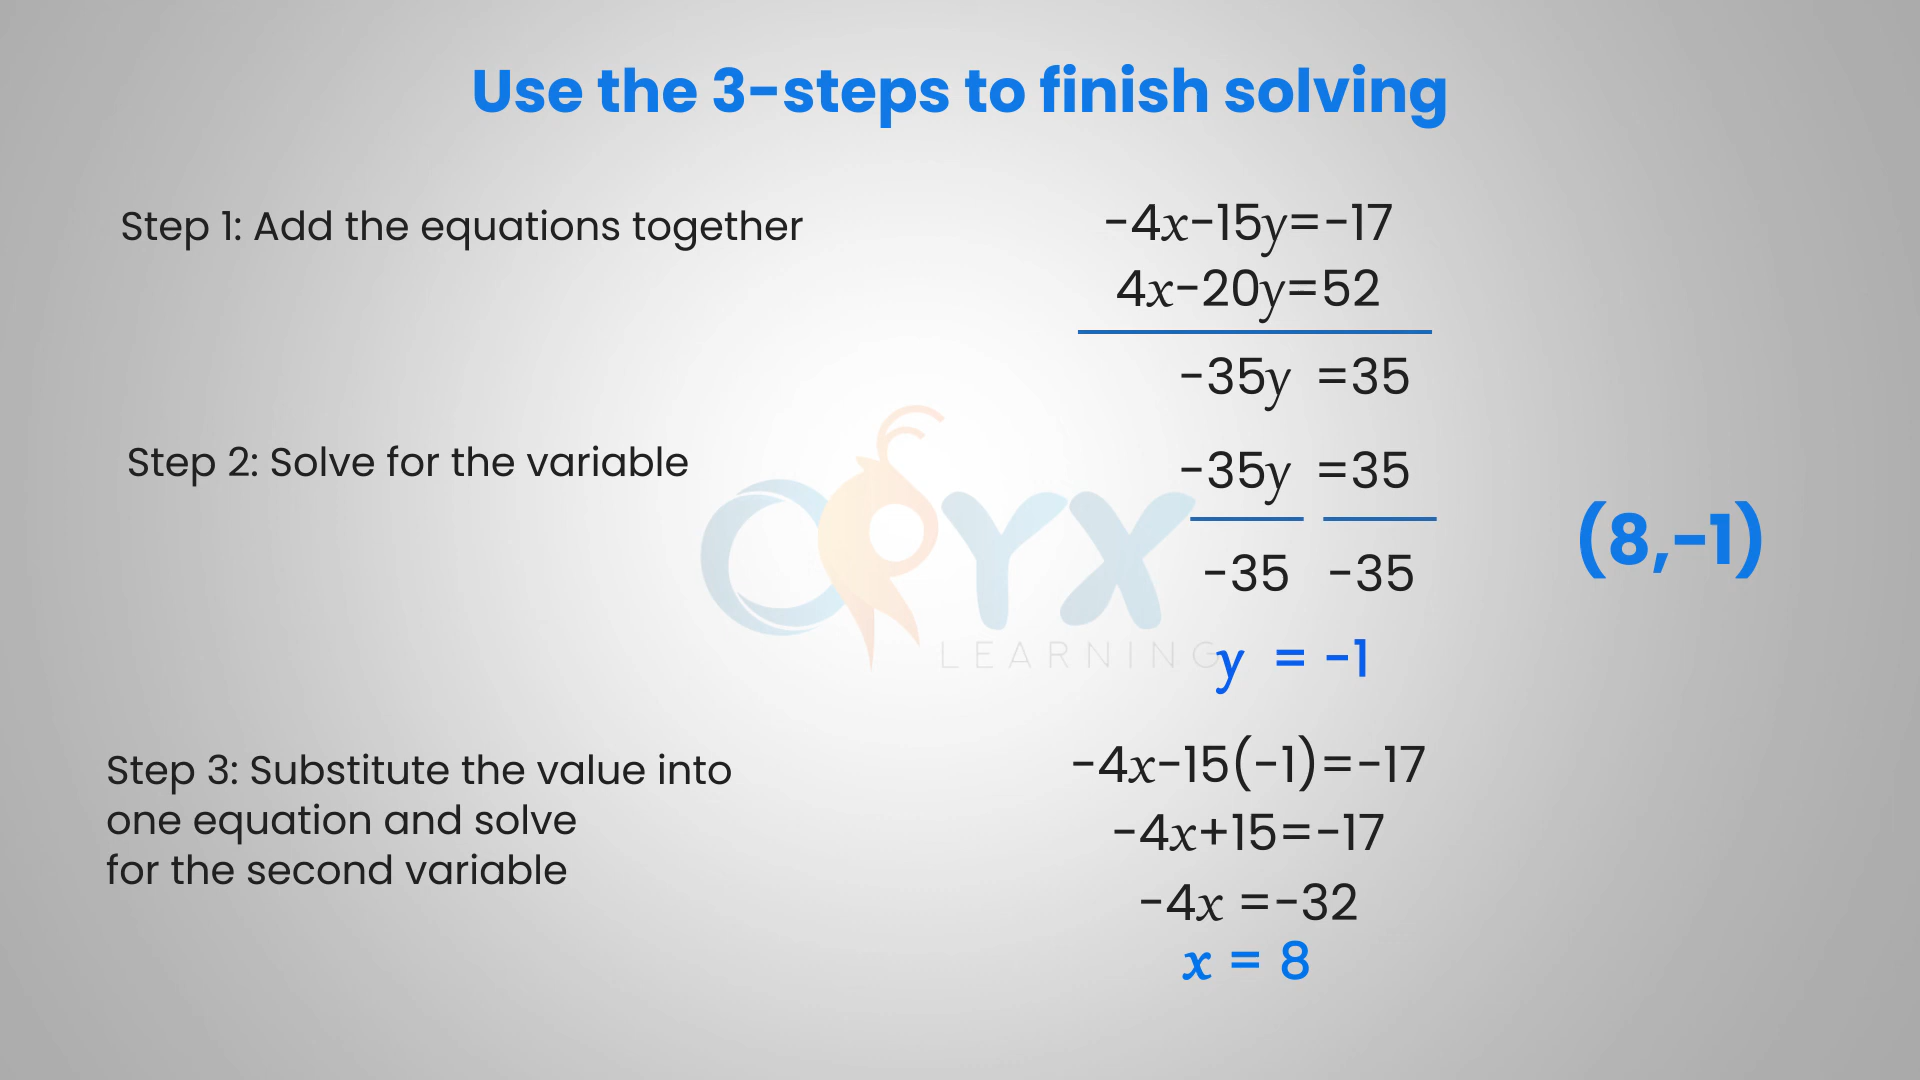 Use the 3-steps to finish solving
Step 1: Add the equations together
-4x-15y=-17
4x-20y=52
-35y =35
Step 2: Solve for the variable
-35y =35
-35 -35
y = -1
(8,-1)
Step 3: Substitute the value into
one equation and solve
for the second variable
-4x-15(-1)=-17
-4x+15=-17
-4x =-32
x = 8
ORYX
LEARNING